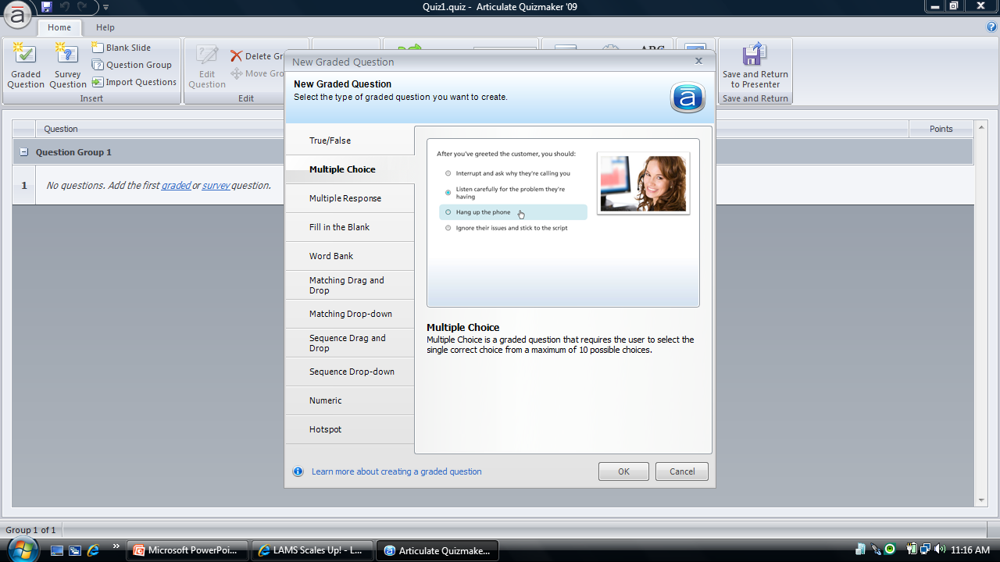 Quiz1.quiz - Articulate Quizmaker '09
Home
Help
Graded
Question
Survey
Question
Blank Slide
Question Group
Import Questions
Insert
Edit
Question
Delete Gr
Move Gro
Edit
ABC
Save and Return
to Presenter
Save and Return
New Graded Question
New Graded Question
Select the type of graded question you want to create.
Question
Points
Question Group 1
1
No questions. Add the first graded or survey question.
True/False
Multiple Choice
Multiple Response
Fill in the Blank
Word Bank
Matching Drag and
Drop
Matching Drop-down
Sequence Drag and
Drop
Sequence Drop-down
Numeric
Hotspot
After you've greeted the customer, you should:
Interrupt and ask why they're calling you
Listen carefully for the problem they're
having
Hang up the phone
Ignore their issues and stick to the script
Multiple Choice
Multiple Choice is a graded question that requires the user to select the
single correct choice from a maximum of 10 possible choices.
Learn more about creating a graded question
OK
Cancel
Group 1 of 1
Microsoft PowerPoi...
LAMS Scales Up! - L...
Articulate Quizmake...
11:16 AM